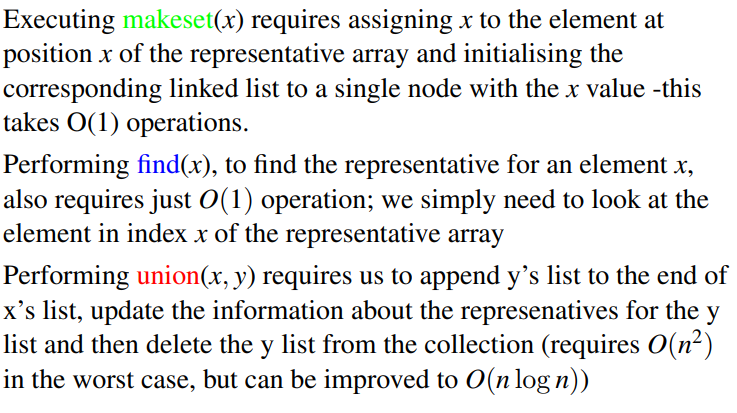 Executing makeset(x) requires assigning x to the element at
position x of the representative array and initialising the
corresponding linked list to a single node with the x value -this
takes O(1) operations.
Performing find(x), to find the representative for an element x,
also requires just O(1) operation; we simply need to look at the
element in index x of the representative array
Performing union(x, y) requires us to append y's list to the end of
x's list, update the information about the represenatives for the y
list and then delete the y list from the collection (requires O(n²)
in the worst case, but can be improved to O(n log n))